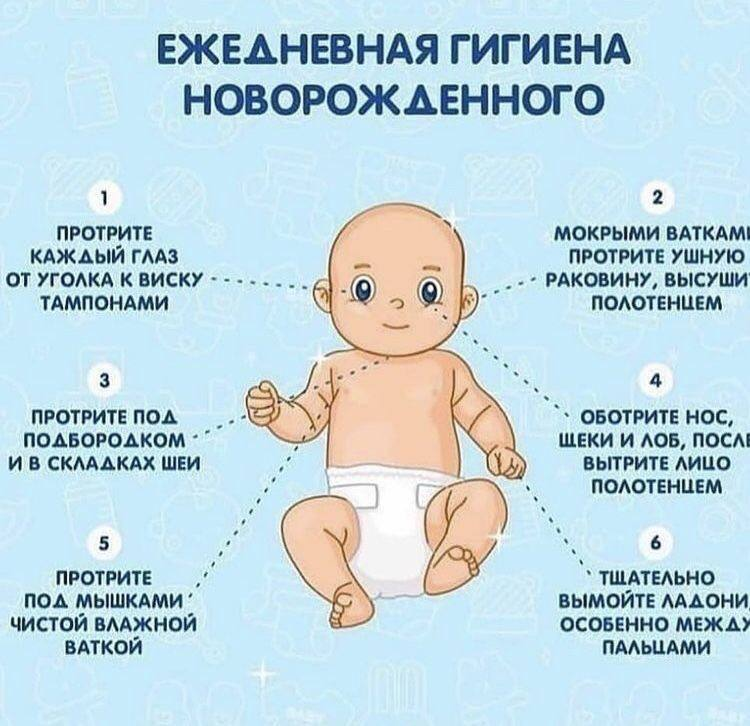 ЕЖЕДНЕВНАЯ ГИГИЕНА
НОВОРОЖДЕННОГО
1
ПРОТРИТЕ
КАЖДЫЙ ГЛАЗ
ОТ УГОЛКА К ВИСКУ
ТАМПОНАМИ
2
МОКРЫМИ ВАТКАМИ
ПРОТРИТЕ УШНУЮ
РАКОВИНУ, ВЫСУШИ
ПОЛОТЕНЦЕМ
3
ПРОТРИТЕ ПОД
ПОДБОРОДКОМ
И В СКЛАДКАХ ШЕИ
4
ОБОТРИТЕ НОС,
ЩЕКИ И ЛОБ, ПОСЛЕ
ВЫТРИТЕ ЛИЦО
ПОЛОТЕНЦЕМ
5
ПРОТРИТЕ
ПОД МЫШКАМИ
ЧИСТОЙ ВЛАЖНОЙ
ВАТКОЙ
6
ТЩАТЕЛЬНО
ВЫМОЙТЕ ЛАДОНИ,
ОСОБЕННО МЕЖДУ
ПАЛЬЦАМИ